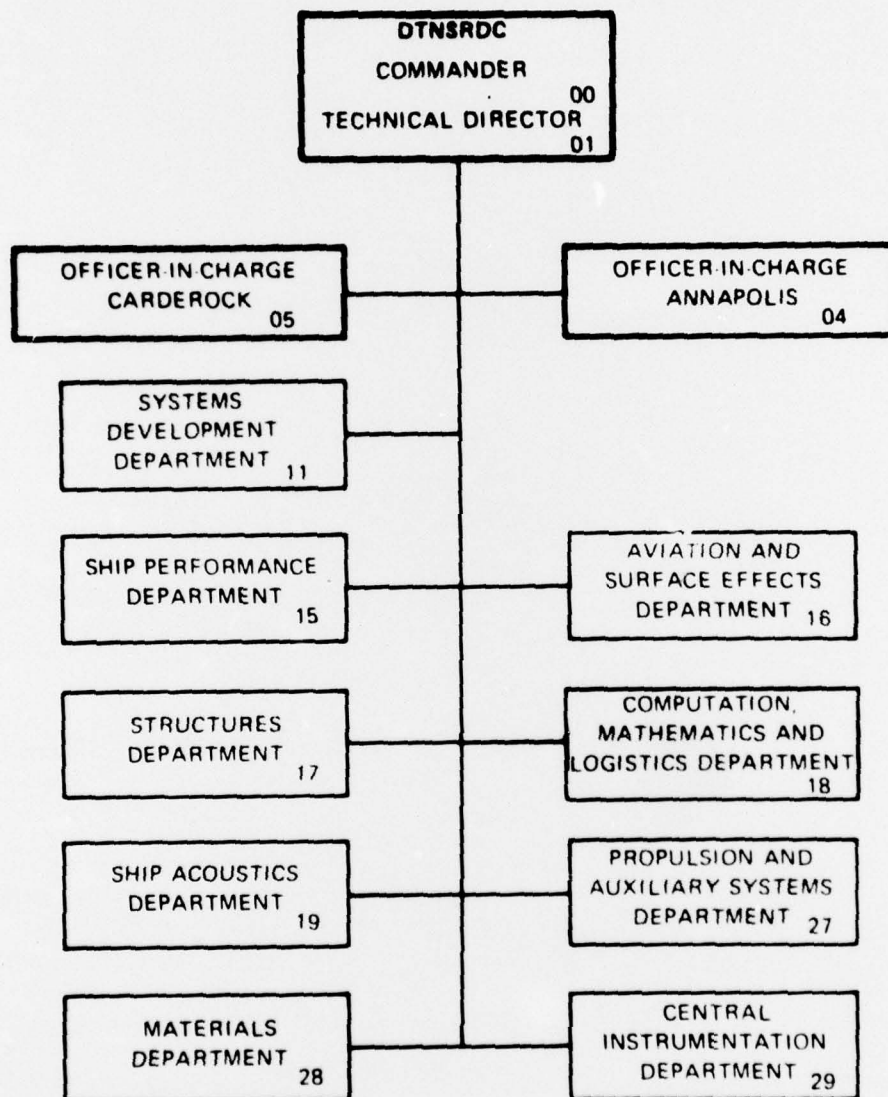 DTNSRDC
COMMANDER
00
TECHNICAL DIRECTOR
01
OFFICER-IN-CHARGE
CARDEROCK
05
OFFICER-IN-CHARGE
ANNAPOLIS
04
SYSTEMS
DEVELOPMENT
DEPARTMENT
11
SHIP PERFORMANCE
DEPARTMENT
15
AVIATION AND
SURFACE EFFECTS
DEPARTMENT
16
STRUCTURES
DEPARTMENT
17
COMPUTATION,
MATHEMATICS AND
LOGISTICS DEPARTMENT
18
SHIP ACOUSTICS
DEPARTMENT
19
PROPULSION AND
AUXILIARY SYSTEMS
DEPARTMENT
27
MATERIALS
DEPARTMENT
28
CENTRAL
INSTRUMENTATION
DEPARTMENT
29